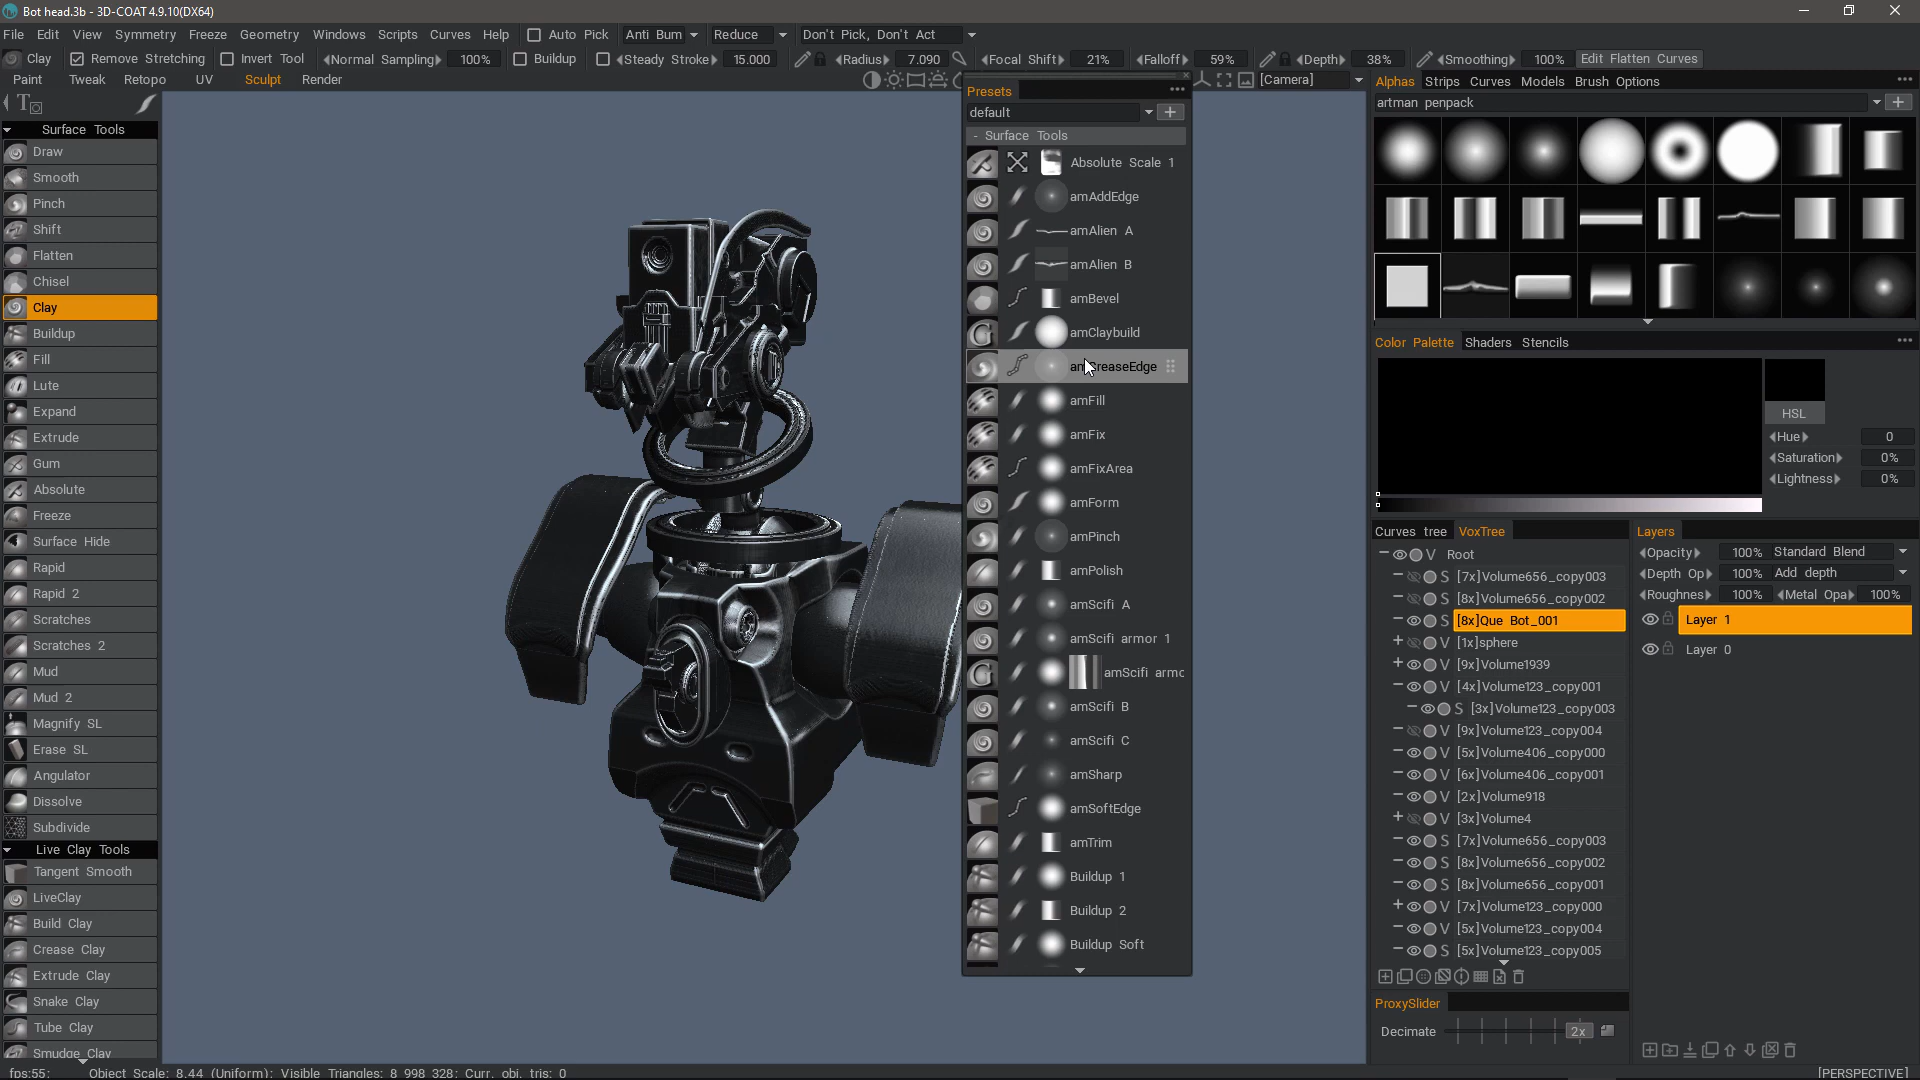 Bot head.3b - 3D-COAT 4.9.10(DX64)
File Edit View Symmetry Freeze Geometry Windows Scripts Curves Help Auto Pick Anti Bum Reduce Don't Pick, Don't Act
Clay Remove Stretching Invert Tool Normal Sampling 100% Buildup Steady Stroke 15.000 Radius 7.090 Focal Shift 21% Falloff 59% Depth 38% Smoothing 100% Edit Flatten Curves
Paint Tweak Retopo UV Sculpt Render [Camera]
Surface Tools
Draw
Smooth
Pinch
Shift
Flatten
Chisel
Clay
Buildup
Fill
Lute
Expand
Extrude
Gum
Absolute
Freeze
Surface Hide
Rapid
Rapid 2
Scratches
Scratches 2
Mud
Mud 2
Magnify SL
Erase SL
Angulator
Dissolve
Subdivide
Live Clay Tools
Tangent Smooth
LiveClay
Build Clay
Crease Clay
Extrude Clay
Snake Clay
Tube Clay
Smudge Clay
Presets
default
- Surface Tools
Absolute Scale 1
amAddEdge
amAlien A
amAlien B
amBevel
amClaybuild
amCreaseEdge
amFill
amFix
amFixArea
amForm
amPinch
amPolish
amScifi A
amScifi armor 1
amScifi armo
amScifi B
amScifi C
amSharp
amSoftEdge
amTrim
Buildup 1
Buildup 2
Buildup Soft
Alphas Strips Curves Models Brush Options
artman penpack
Color Palette Shaders Stencils
HSL
Hue 0
Saturation 0%
Lightness 0%
Curves tree VoxTree
Root
[7x]Volume656_copy003
[8x]Volume656_copy002
[8x]Que Bot_001
[1x]sphere
[9x]Volume1939
[4x]Volume123_copy001
[3x]Volume123_copy003
[9x]Volume123_copy004
[5x]Volume406_copy000
[6x]Volume406_copy001
[2x]Volume918
[3x]Volume4
[7x]Volume656_copy003
[8x]Volume656_copy002
[8x]Volume656_copy001
[7x]Volume123_copy000
[5x]Volume123_copy004
[5x]Volume123_copy005
ProxySlider
Decimate 2x
Layers
Opacity 100% Standard Blend
Depth Op 100% Add depth
Roughness 100% Metal Opa 100%
Layer 1
Layer 0
fps:55; Object Scale: 8.44 (Uniform); Visible Triangles: 8 998 328; Curr. obj. tris: 0 [PERSPECTIVE]